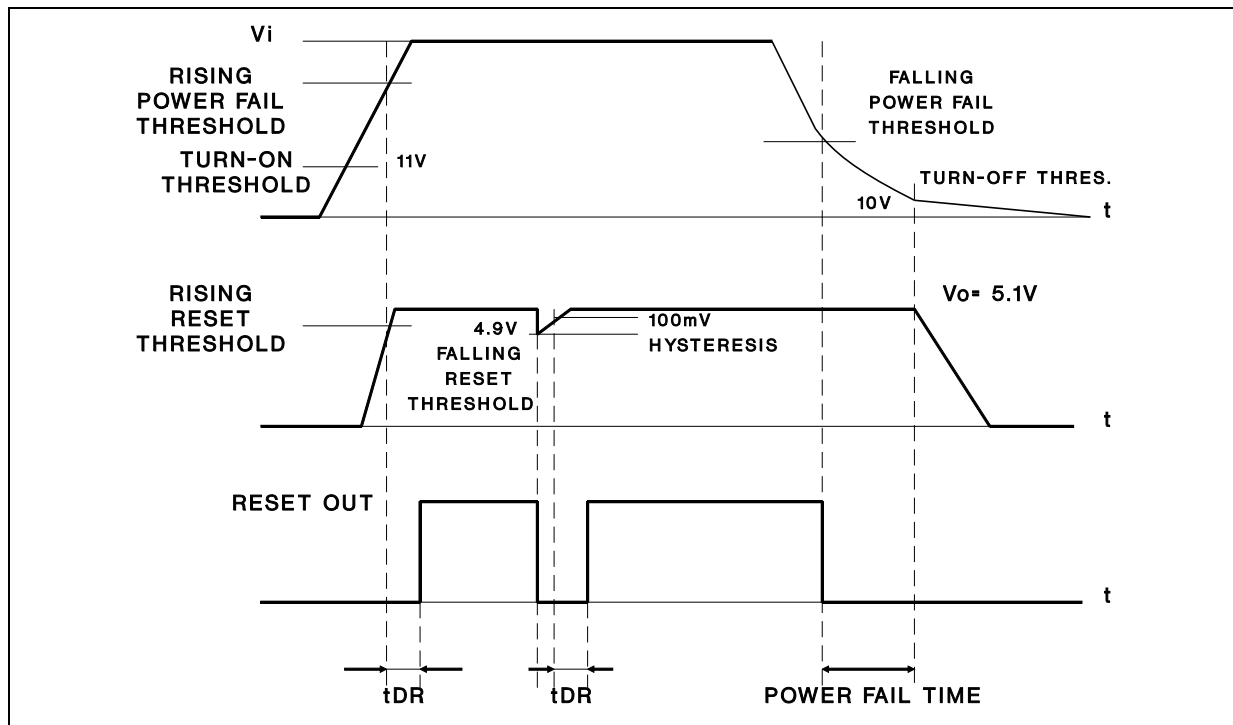 Vi
RISING
POWER FAIL
THRESHOLD
TURN-ON
THRESHOLD
11V
FALLING
POWER FAIL
THRESHOLD
TURN-OFF THRES.
10V
t
RISING
RESET
THRESHOLD
4.9V
FALLING
RESET
THRESHOLD
100mV
HYSTERESIS
Vo= 5.1V
t
RESET OUT
t
tDR
tDR
POWER FAIL TIME